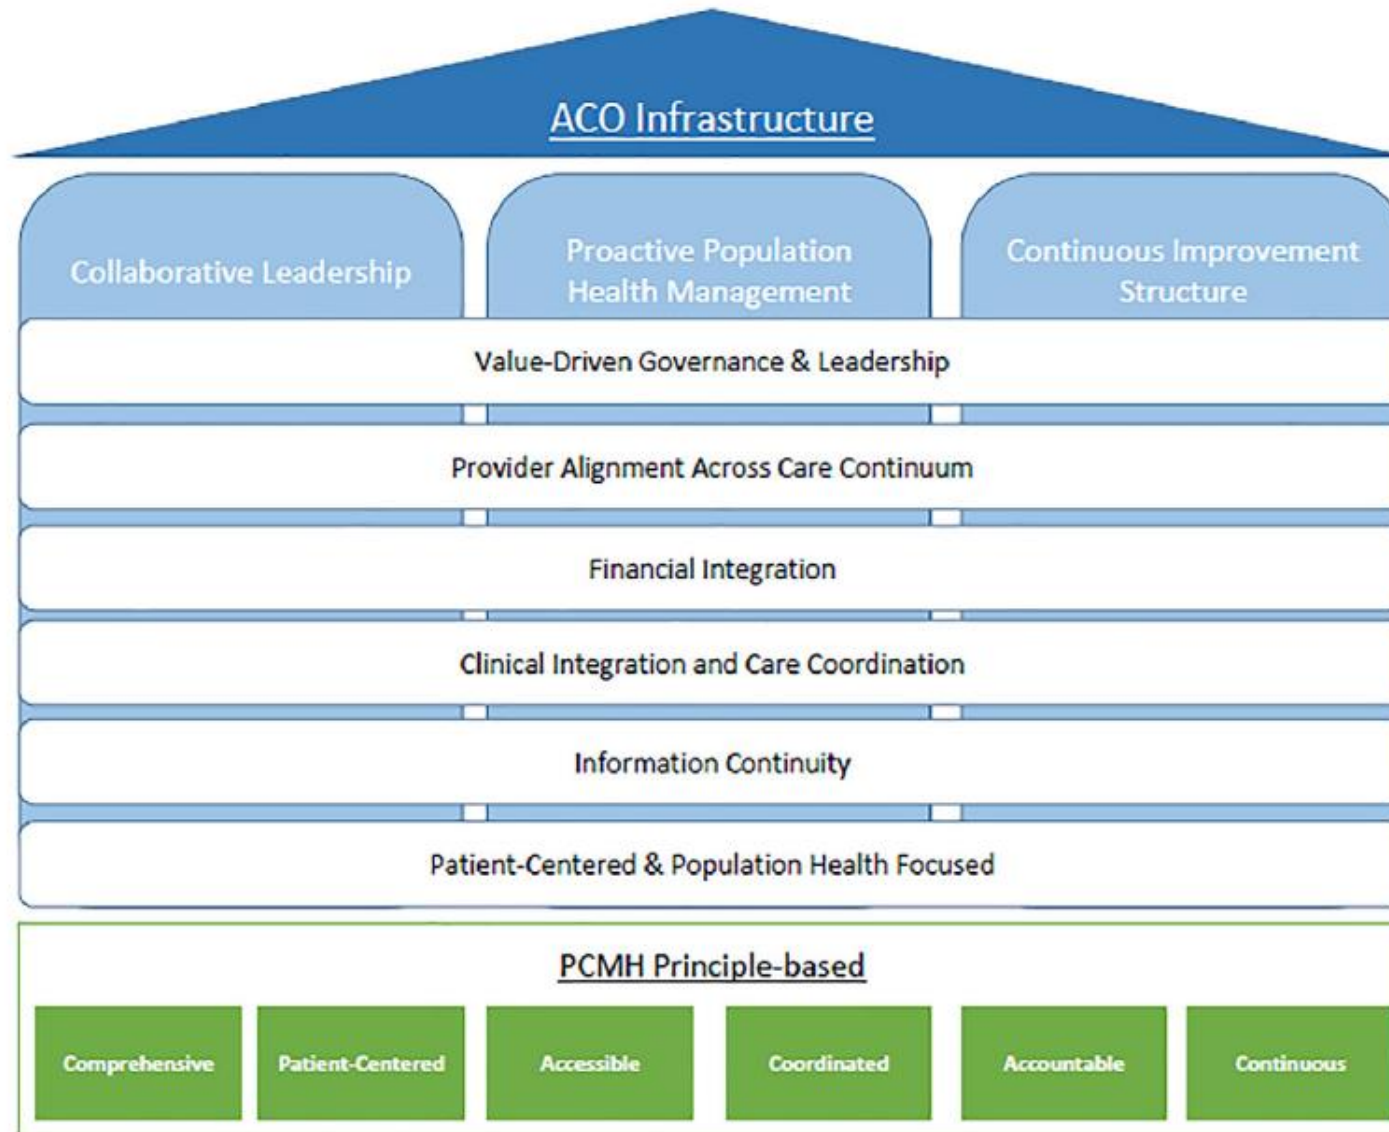 ACO Infrastructure
Collaborative Leadership
Proactive Population
Health Management
Continuous Improvement
Structure
Value-Driven Governance & Leadership
Provider Alignment Across Care Continuum
Financial Integration
Clinical Integration and Care Coordination
Information Continuity
Patient-Centered & Population Health Focused
PCMH Principle-based
Comprehensive
Patient-Centered
Accessible
Coordinated
Accountable
Continuous